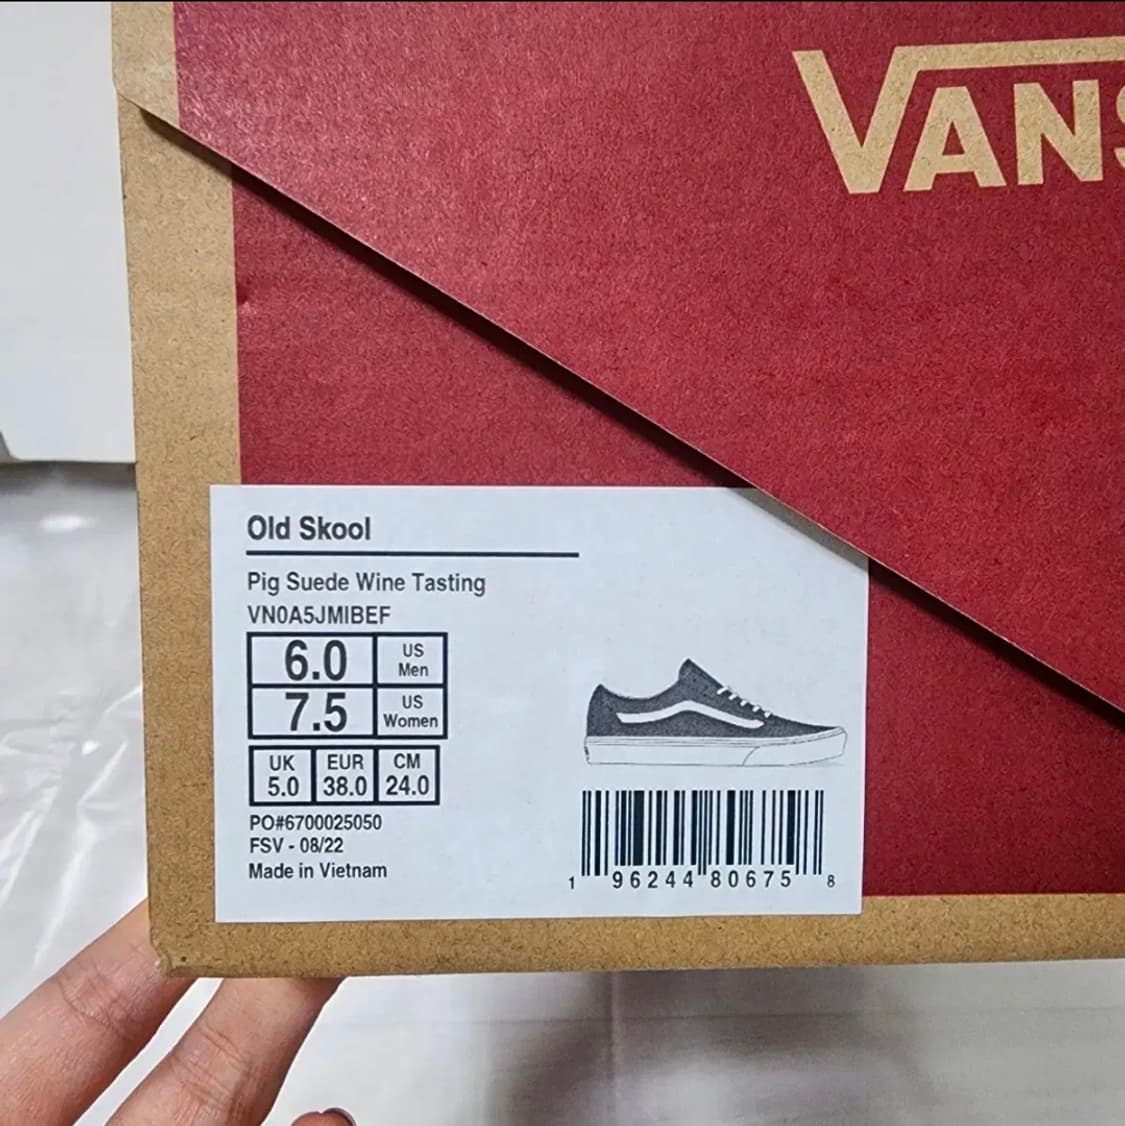 VANS
Old Skool
Pig Suede Wine Tasting
VN0A5JMIBEF
6.0 US Men
7.5 US Women
UK EUR CM
5.0 38.0 24.0
PO#6700025050
FSV - 08/22
Made in Vietnam
1 96244 80675 8